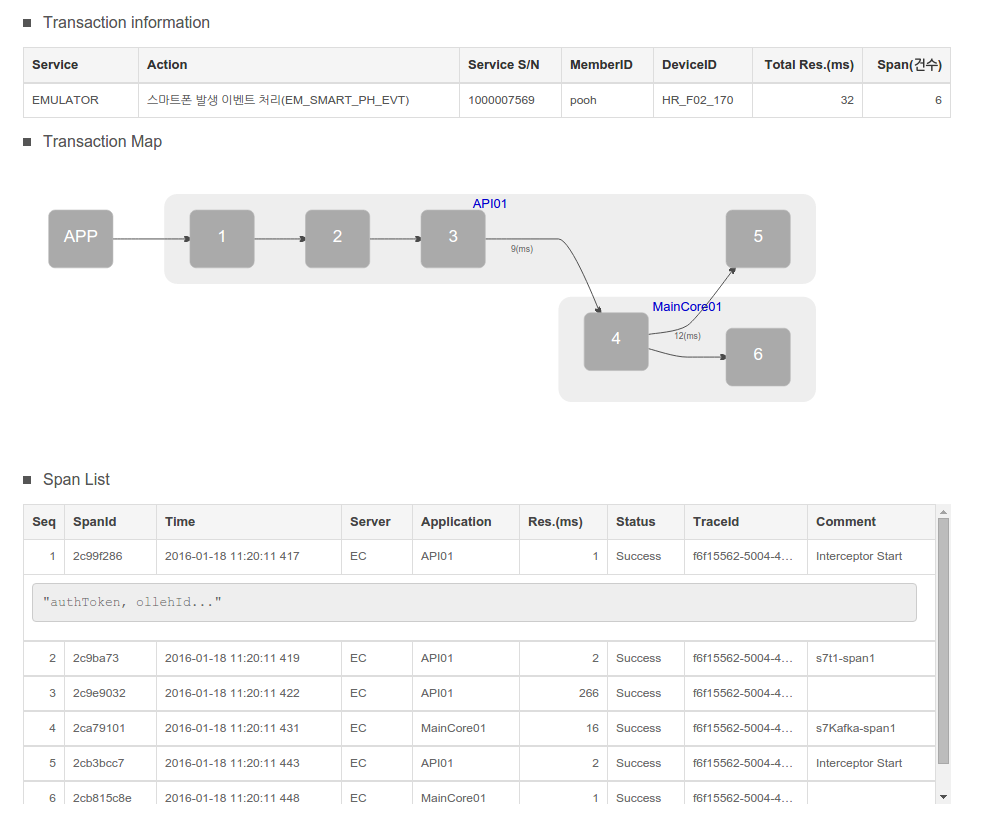 Transaction information
Service Action Service S/N MemberID DeviceID Total Res.(ms) Span(건수)
EMULATOR 스마트폰 발생 이벤트 처리(EM_SMART_PH_EVT) 1000007569 pooh HR_F02_170 32 6
Transaction Map
API01
APP 1 2 3 5
9(ms)
MainCore01
4 12(ms) 6
Span List
Seq SpanId Time Server Application Res.(ms) Status TraceId Comment
1 2c99f286 2016-01-18 11:20:11 417 EC API01 1 Success f6f15562-5004-4... Interceptor Start
"authToken, ollehId..."
2 2c9ba73 2016-01-18 11:20:11 419 EC API01 2 Success f6f15562-5004-4... s7t1-span1
3 2c9e9032 2016-01-18 11:20:11 422 EC API01 266 Success f6f15562-5004-4...
4 2ca79101 2016-01-18 11:20:11 431 EC MainCore01 16 Success f6f15562-5004-4... s7Kafka-span1
5 2cb3bcc7 2016-01-18 11:20:11 443 EC API01 2 Success f6f15562-5004-4... Interceptor Start
6 2cb815c8e 2016-01-18 11:20:11 448 EC MainCore01 1 Success f6f15562-5004-4...